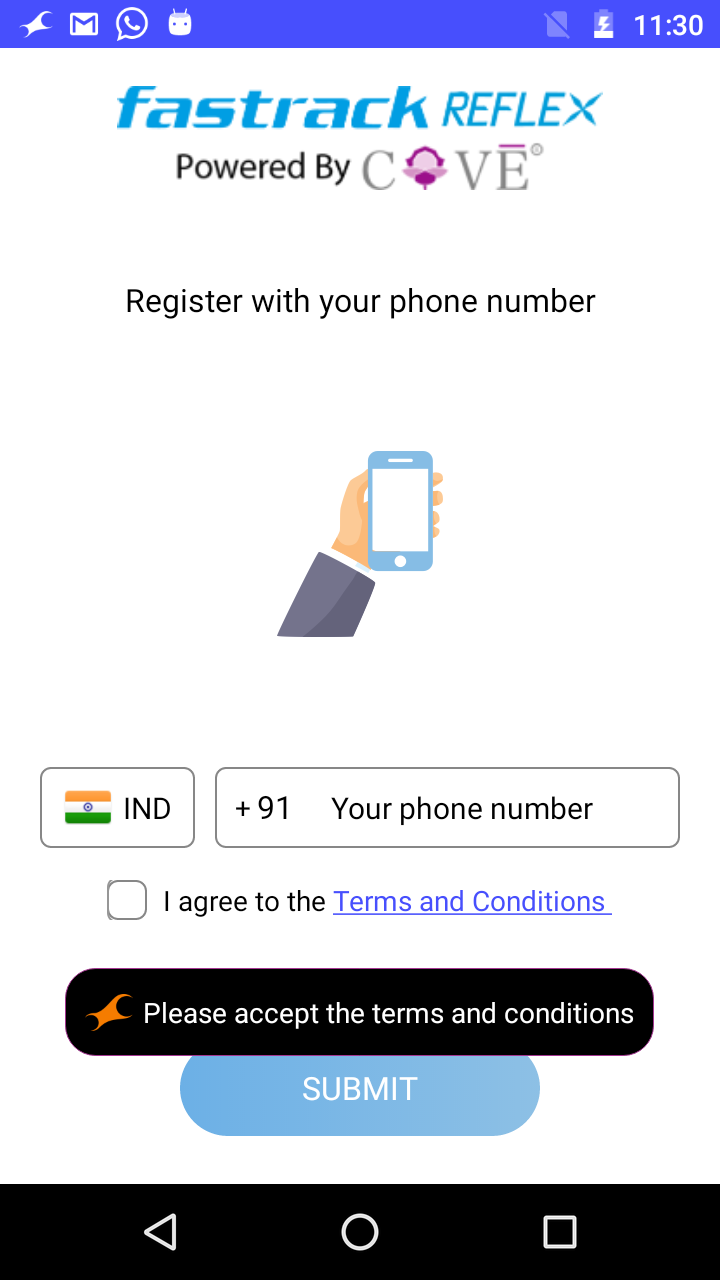 11:30
fastrack REFLEX
Powered By COVĒ®
Register with your phone number
IND + 91 Your phone number
I agree to the Terms and Conditions
Please accept the terms and conditions
SUBMIT